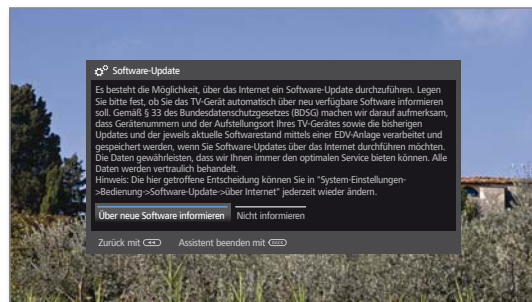 Software-Update
Es besteht die Möglichkeit, über das Internet ein Software-Update durchzuführen. Legen
Sie bitte fest, ob Sie das TV-Gerät automatisch über neu verfügbare Software informieren
soll. Gemäß § 33 des Bundesdatenschutzgesetzes (BDSG) machen wir darauf aufmerksam,
dass Gerätenummern und der Aufstellungsort Ihres TV-Gerätes sowie die bisherigen
Updates und der jeweils aktuelle Softwarestand mittels einer EDV-Anlage verarbeitet und
gespeichert werden, wenn Sie Software-Updates über das Internet durchführen möchten.
Die Daten gewährleisten, dass wir Ihnen immer den optimalen Service bieten können. Alle
Daten werden vertraulich behandelt.
Hinweis: Die hier getroffene Entscheidung können Sie in "System-Einstellungen-
>Bedienung->Software-Update->über Internet" jederzeit wieder ändern.
Über neue Software informieren Nicht informieren
Zurück mit Assistent beenden mit